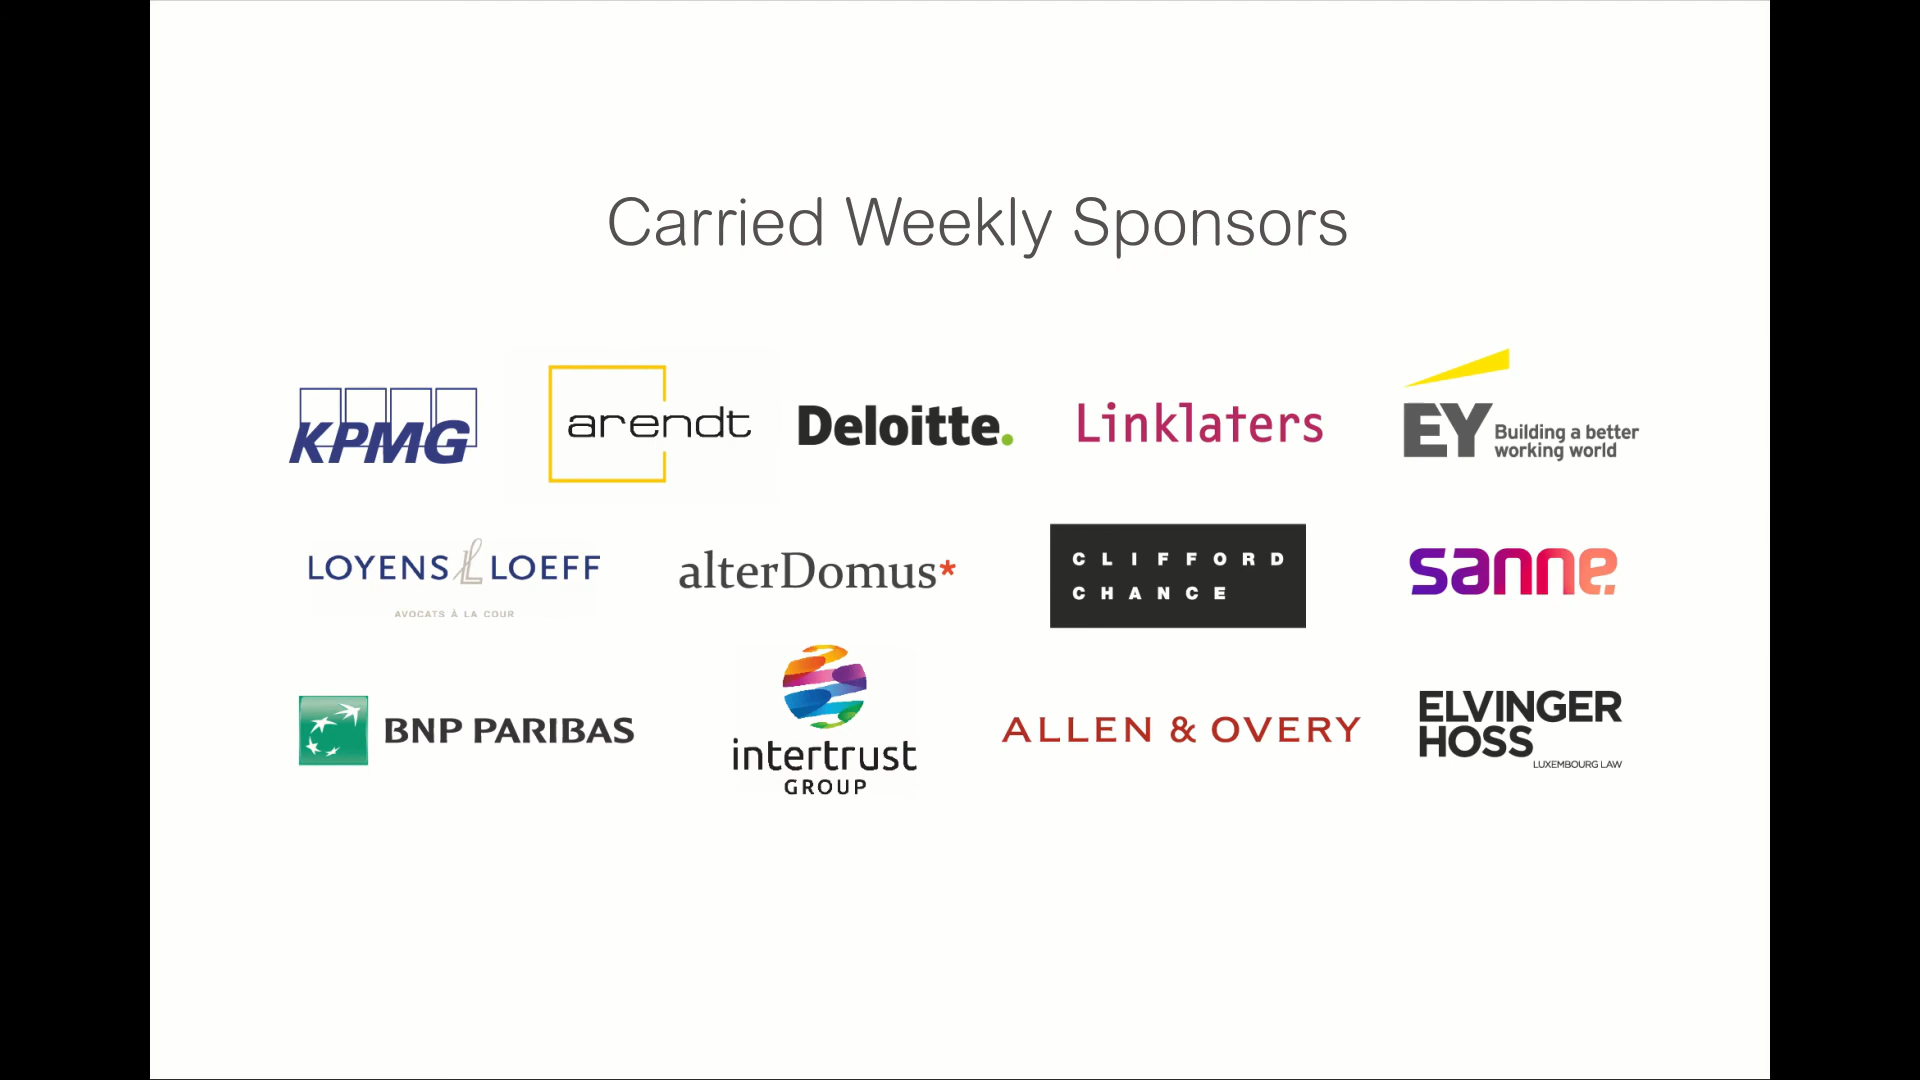 Carried Weekly Sponsors
KPMG
arendt
Deloitte.
Linklaters
EY
Building a better
working world
LOYENS LOEFF
AVOCATS À LA COUR
alterDomus*
CLIFFORD
CHANCE
sanne.
BNP PARIBAS
intertrust
GROUP
ALLEN & OVERY
ELVINGER
HOSS
LUXEMBOURG LAW